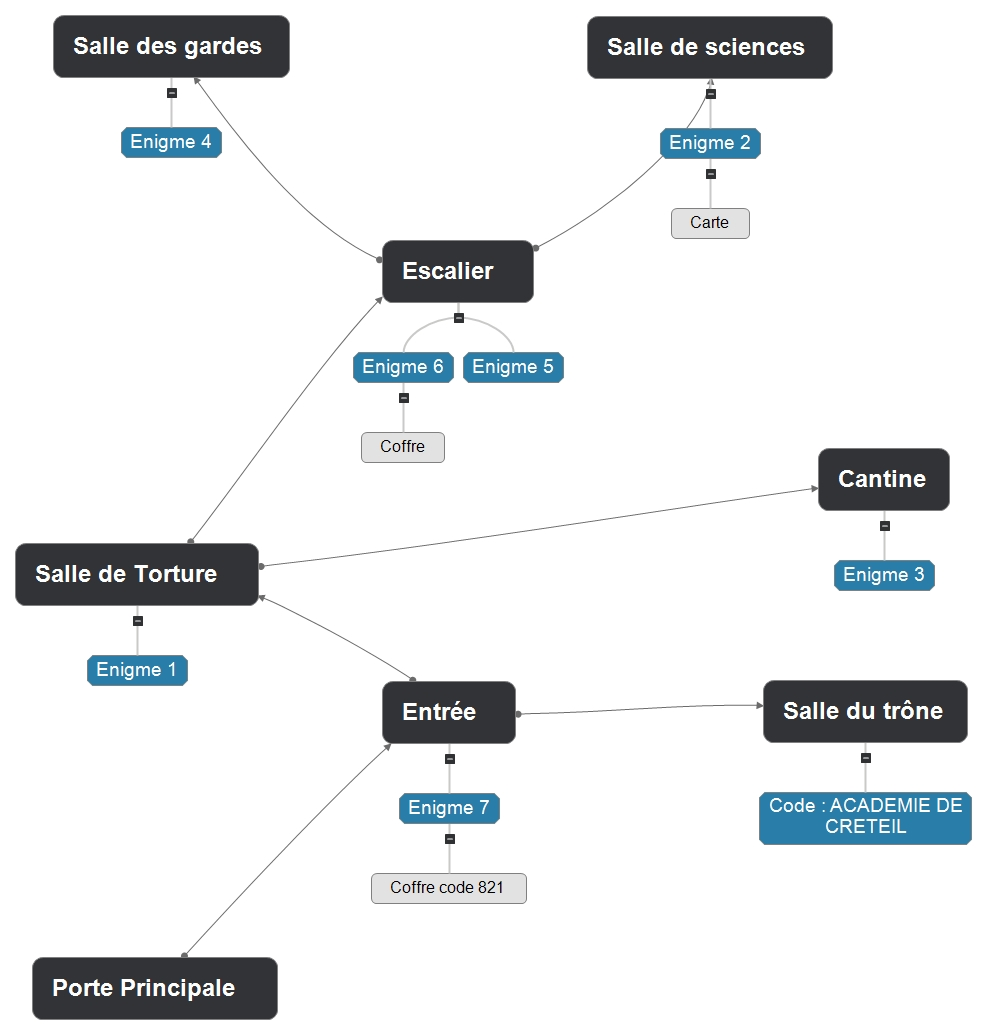 Salle des gardes
Salle de sciences
Enigme 4
Enigme 2
Carte
Escalier
Enigme 6
Enigme 5
Coffre
Cantine
Enigme 3
Salle de Torture
Enigme 1
Entrée
Salle du trône
Enigme 7
Code : ACADEMIE DE
CRETEIL
Coffre code 821
Porte Principale